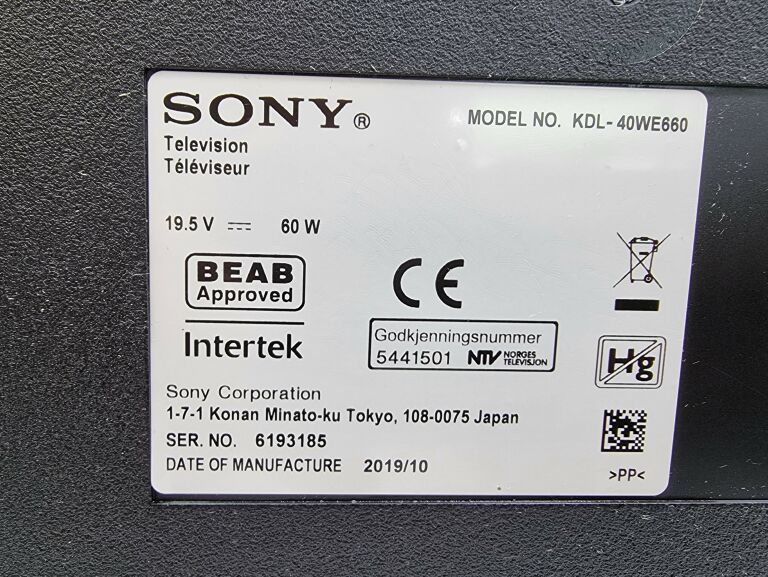 SONY®
MODEL NO. KDL-40WE660
Television
Téléviseur
19.5 V 60 W
BEAB
Approved
CE
Intertek
Godkjenningsnummer
5441501 NTV NORGES
TELEVISJON
Hg
Sony Corporation
1-7-1 Konan Minato-ku Tokyo, 108-0075 Japan
SER. NO. 6193185
DATE OF MANUFACTURE 2019/10
>PP<